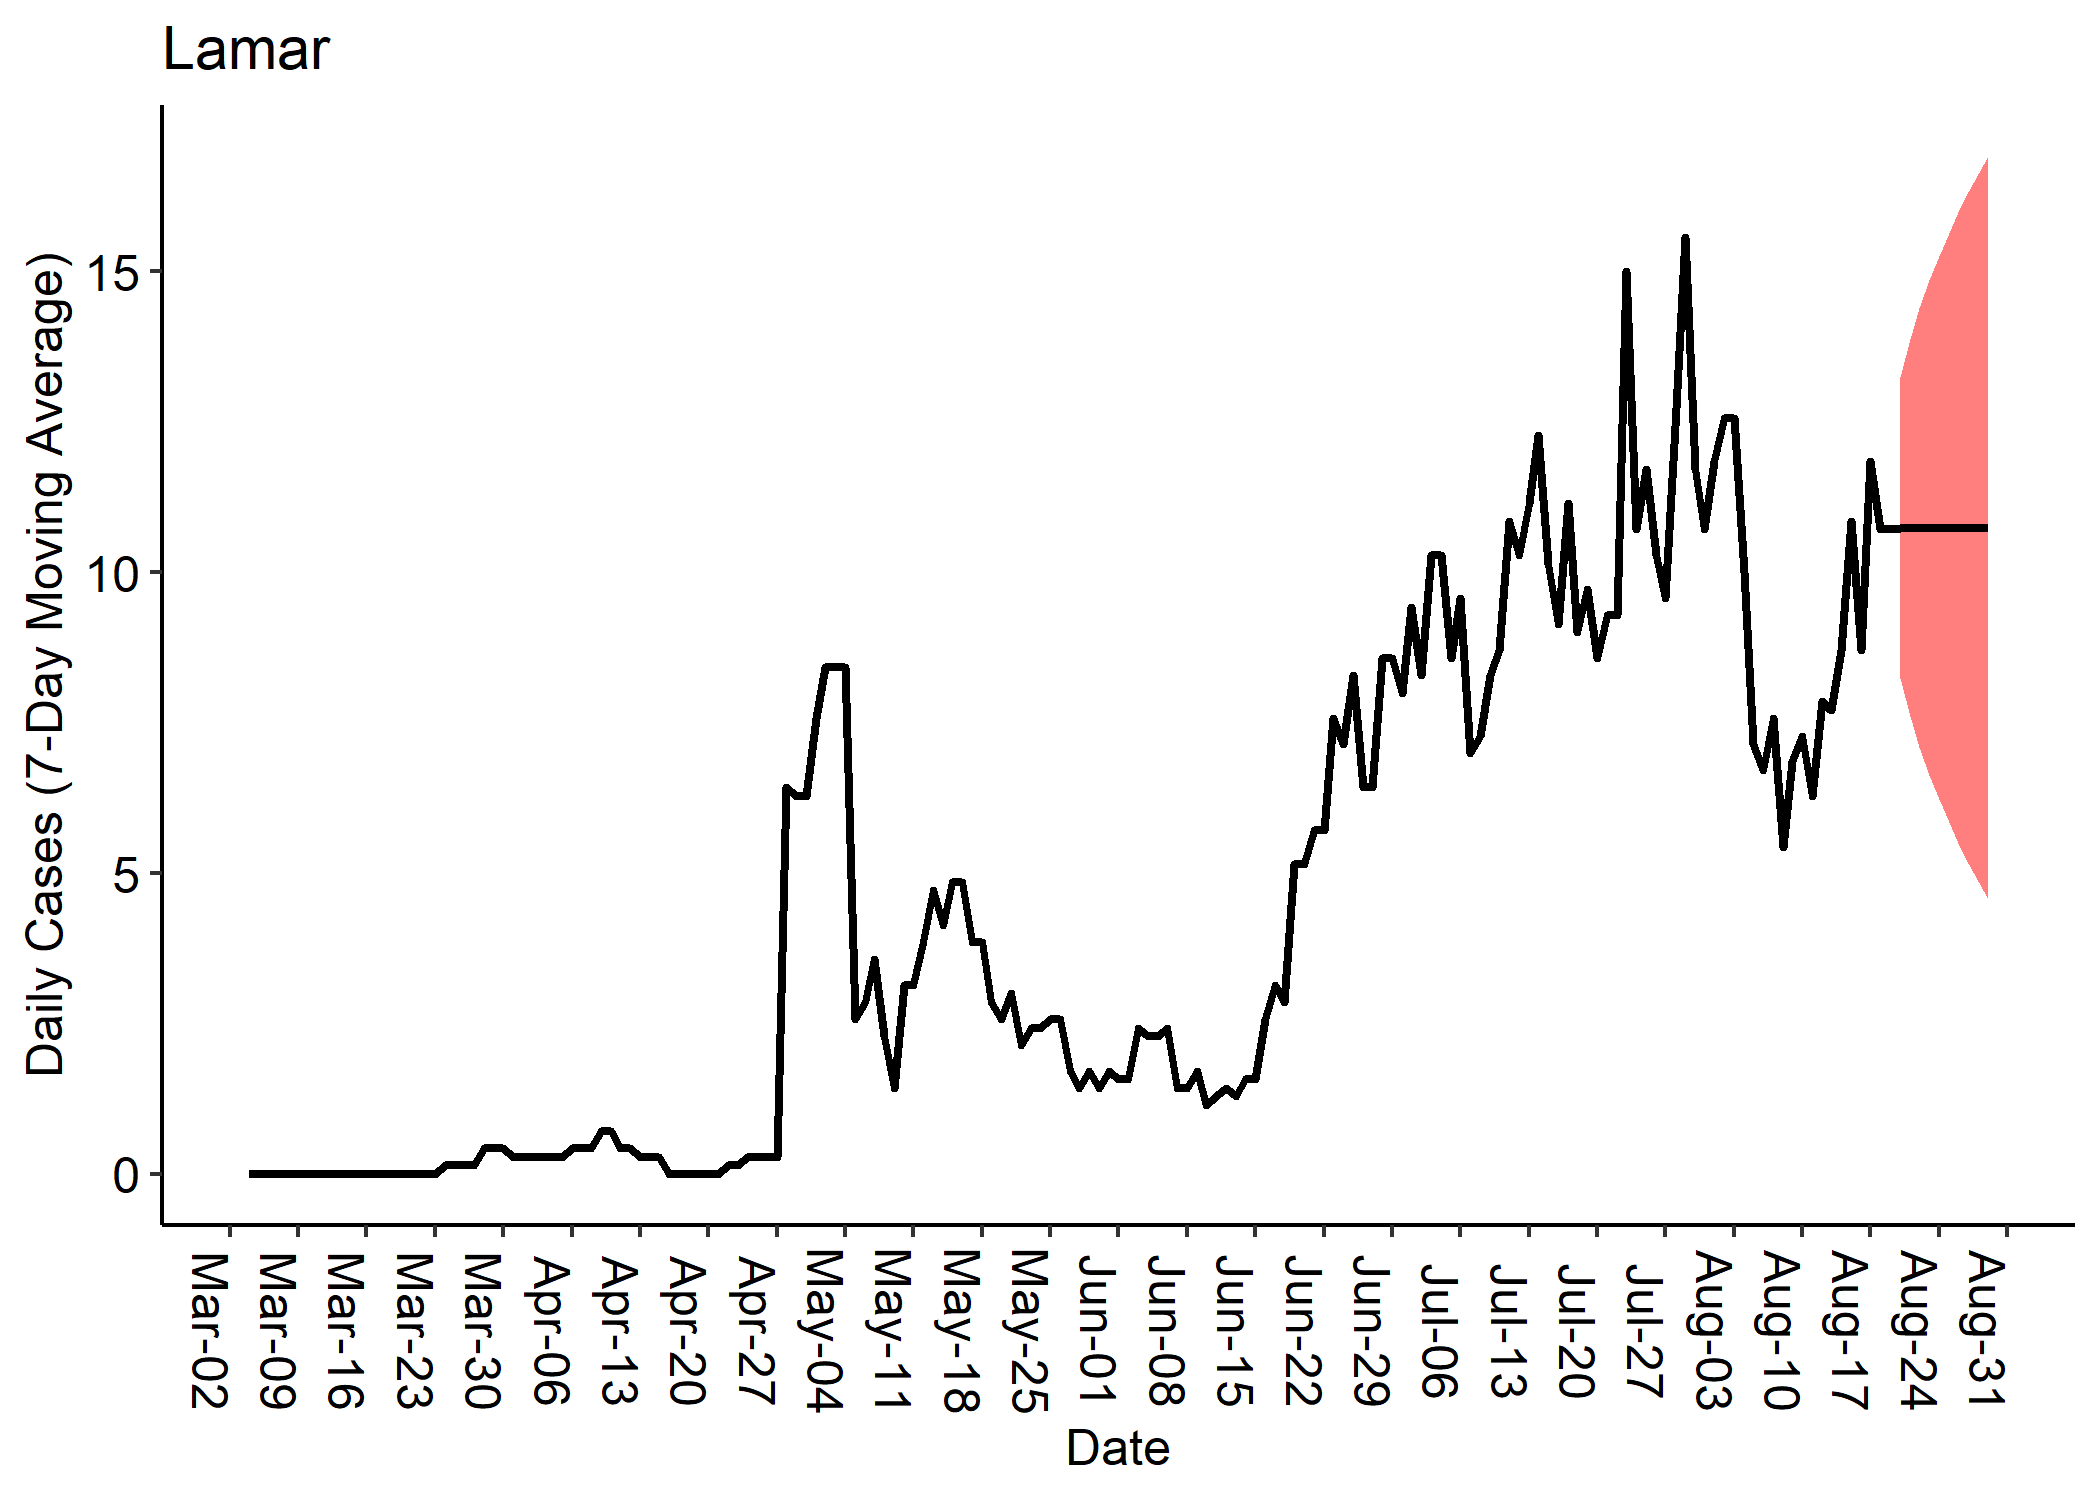 Lamar
Daily Cases (7-Day Moving Average)
15
10
5
0
Mar-02
Mar-09
Mar-16
Mar-23
Mar-30
Apr-06
Apr-13
Apr-20
Apr-27
May-04
May-11
May-18
May-25
Jun-01
Jun-08
Jun-15
Jun-22
Jun-29
Jul-06
Jul-13
Jul-20
Jul-27
Aug-03
Aug-10
Aug-17
Aug-24
Aug-31
Date